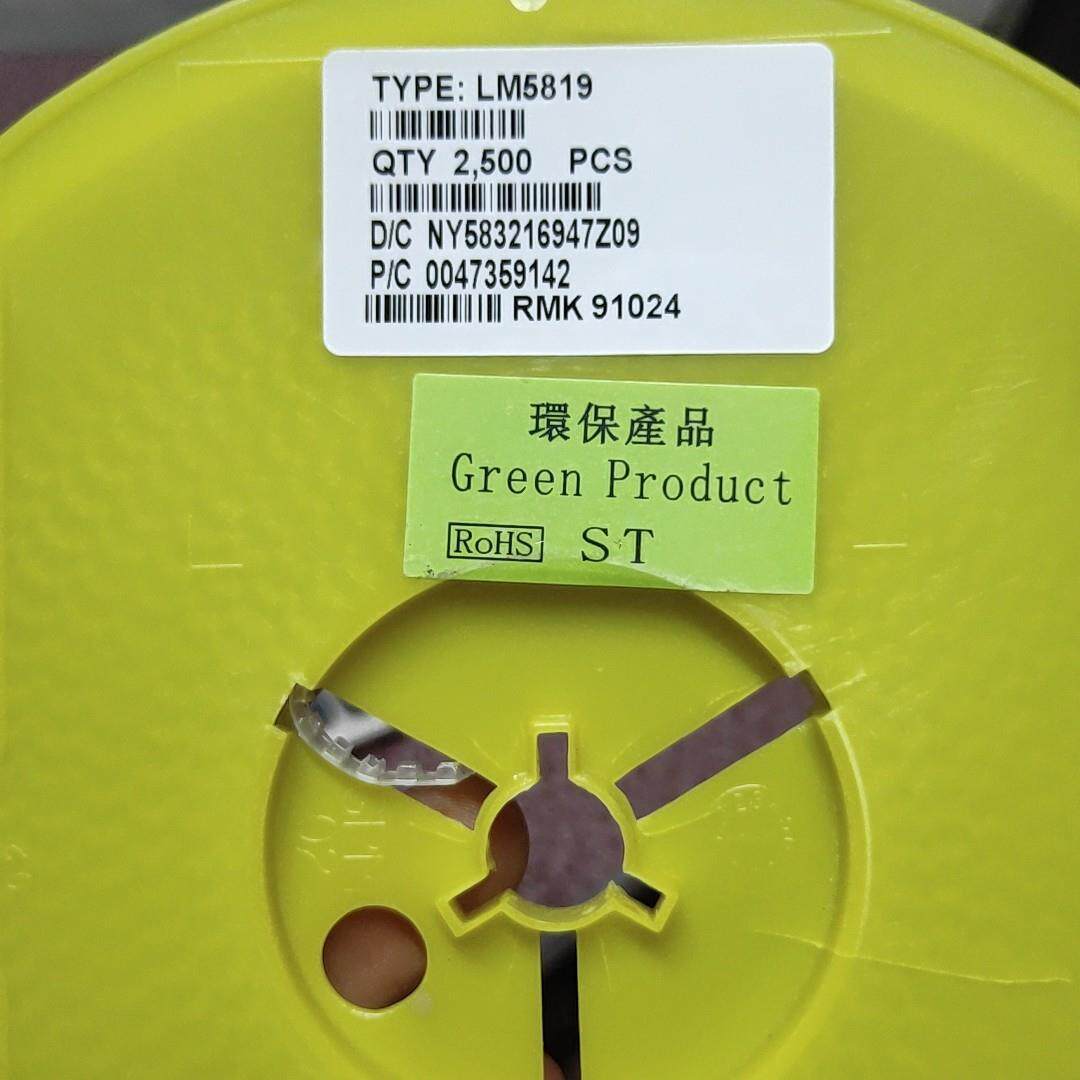 TYPE: LM5819
QTY 2,500 PCS
D/C NY583216947Z09
P/C 0047359142
RMK 91024
環保產品
Green Product
RoHS ST